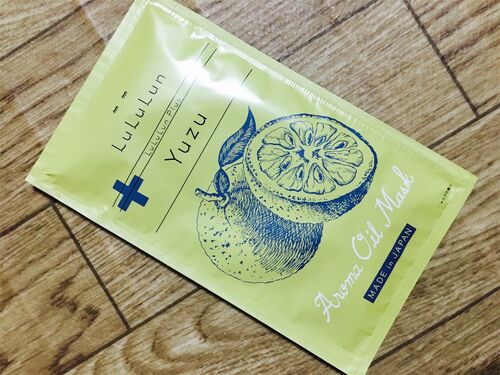 LuLuLun
LuLuLun Plus
Yuzu
Aroma Oil Mask
MADE in JAPAN